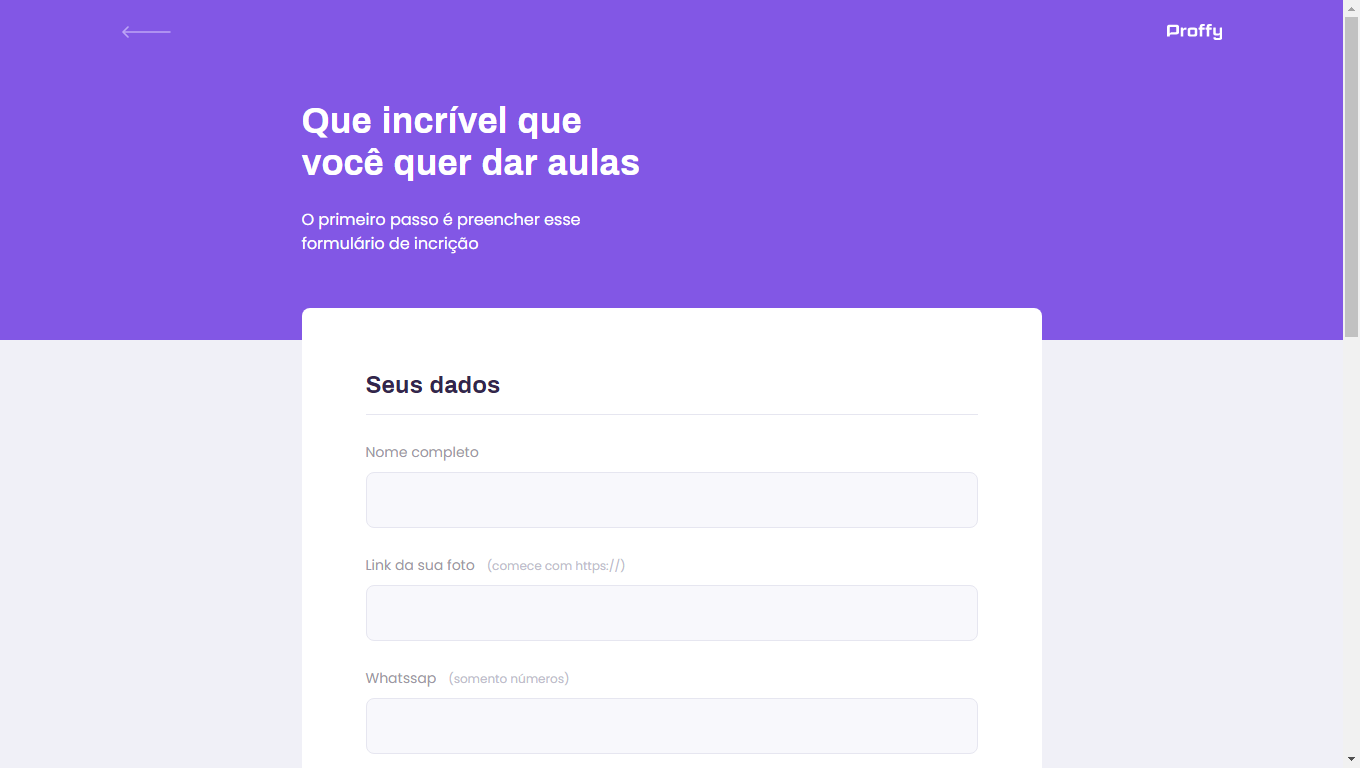 Proffy
Que incrível que
você quer dar aulas
O primeiro passo é preencher esse
formulário de incrição
Seus dados
Nome completo
Link da sua foto (comece com https://)
Whatssap (somento números)